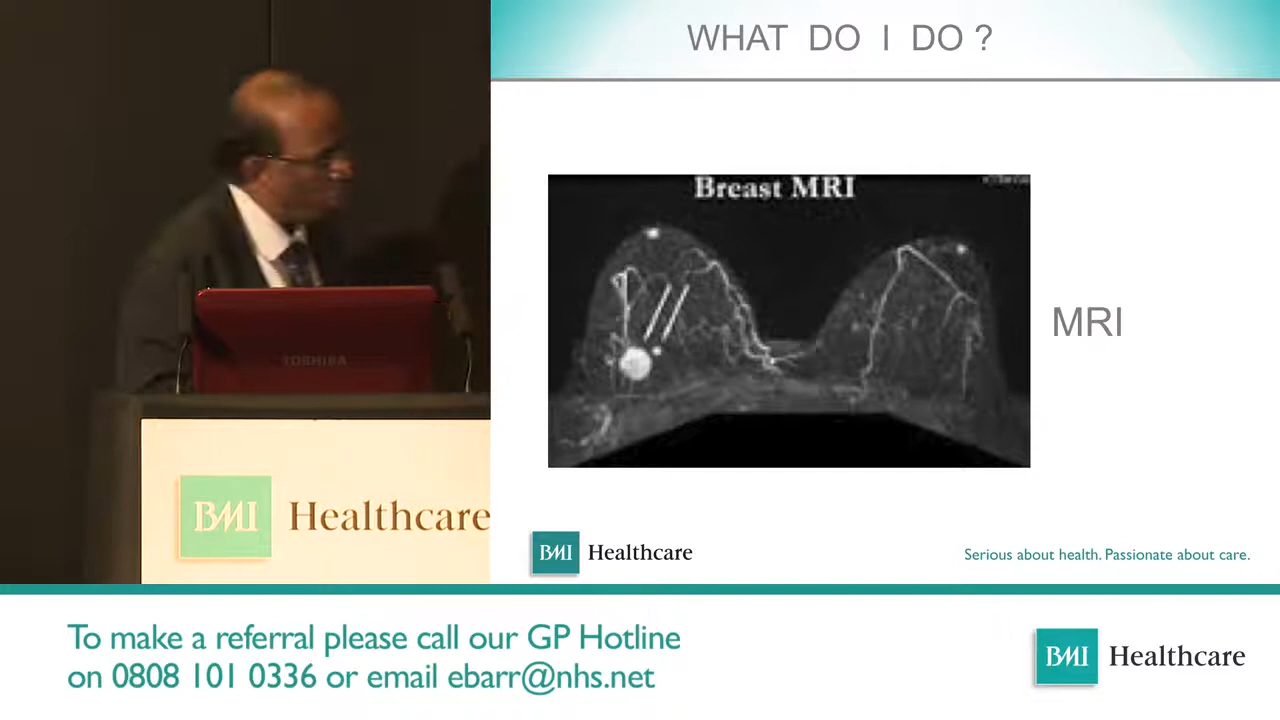 WHAT DO I DO ?
Breast MRI
MRI
TOSHIBA
BMI Healthcare
BMI Healthcare
Serious about health. Passionate about care.
To make a referral please call our GP Hotline
on 0808 101 0336 or email ebarr@nhs.net
BMI Healthcare